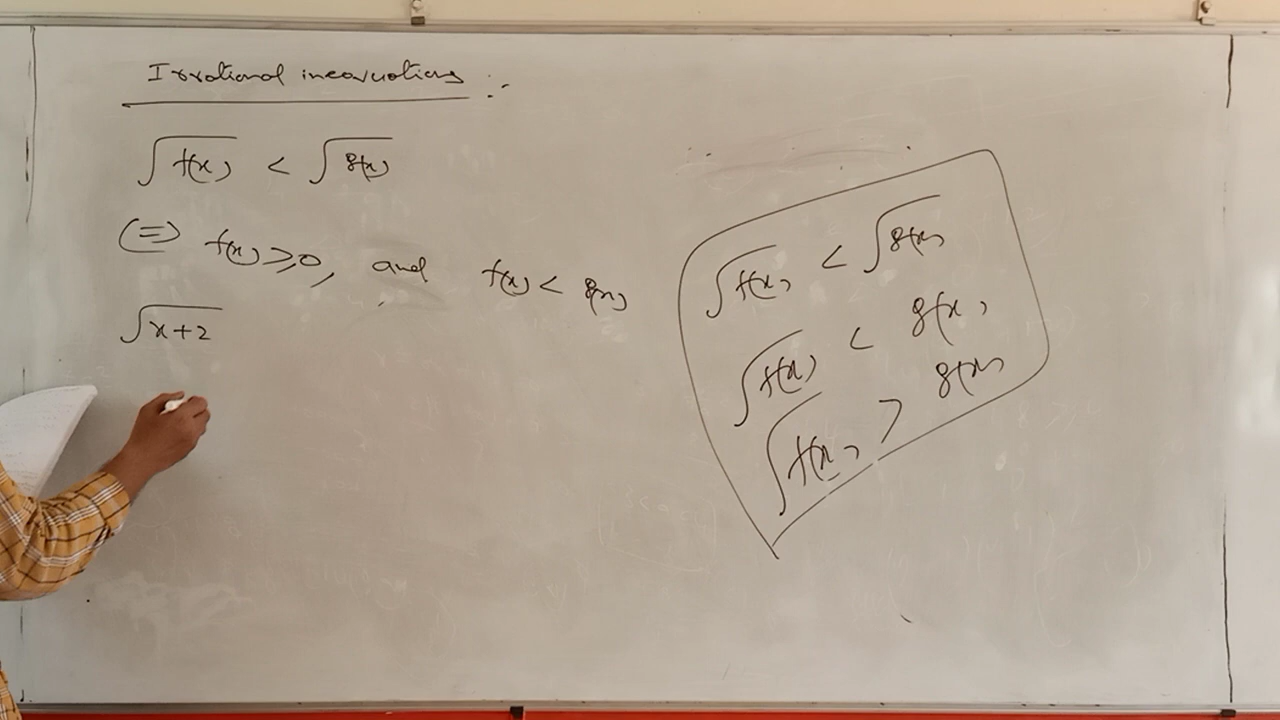 Irrational inequations :-
√f(x) < √g(x)
(=) f(x) ≥ 0, and f(x) < g(x)
√x+2
√f(x) < √g(x)
√f(x) < g(x)
√f(x) > g(x)